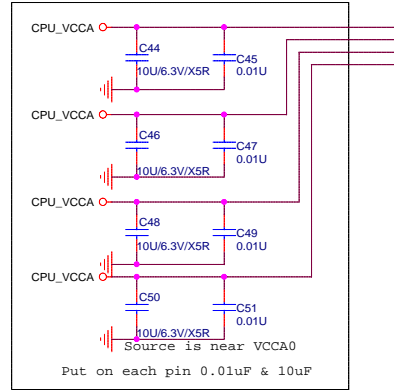 CPU_VCCA
C44
C45
10U/6.3V/X5R
0.01U
CPU_VCCA
C46
C47
10U/6.3V/X5R
0.01U
CPU_VCCA
C48
C49
10U/6.3V/X5R
0.01U
CPU_VCCA
C50
C51
0.01U
10U/6.3V/X5R
Source is near VCCA0
Put on each pin 0.01uF & 10uF